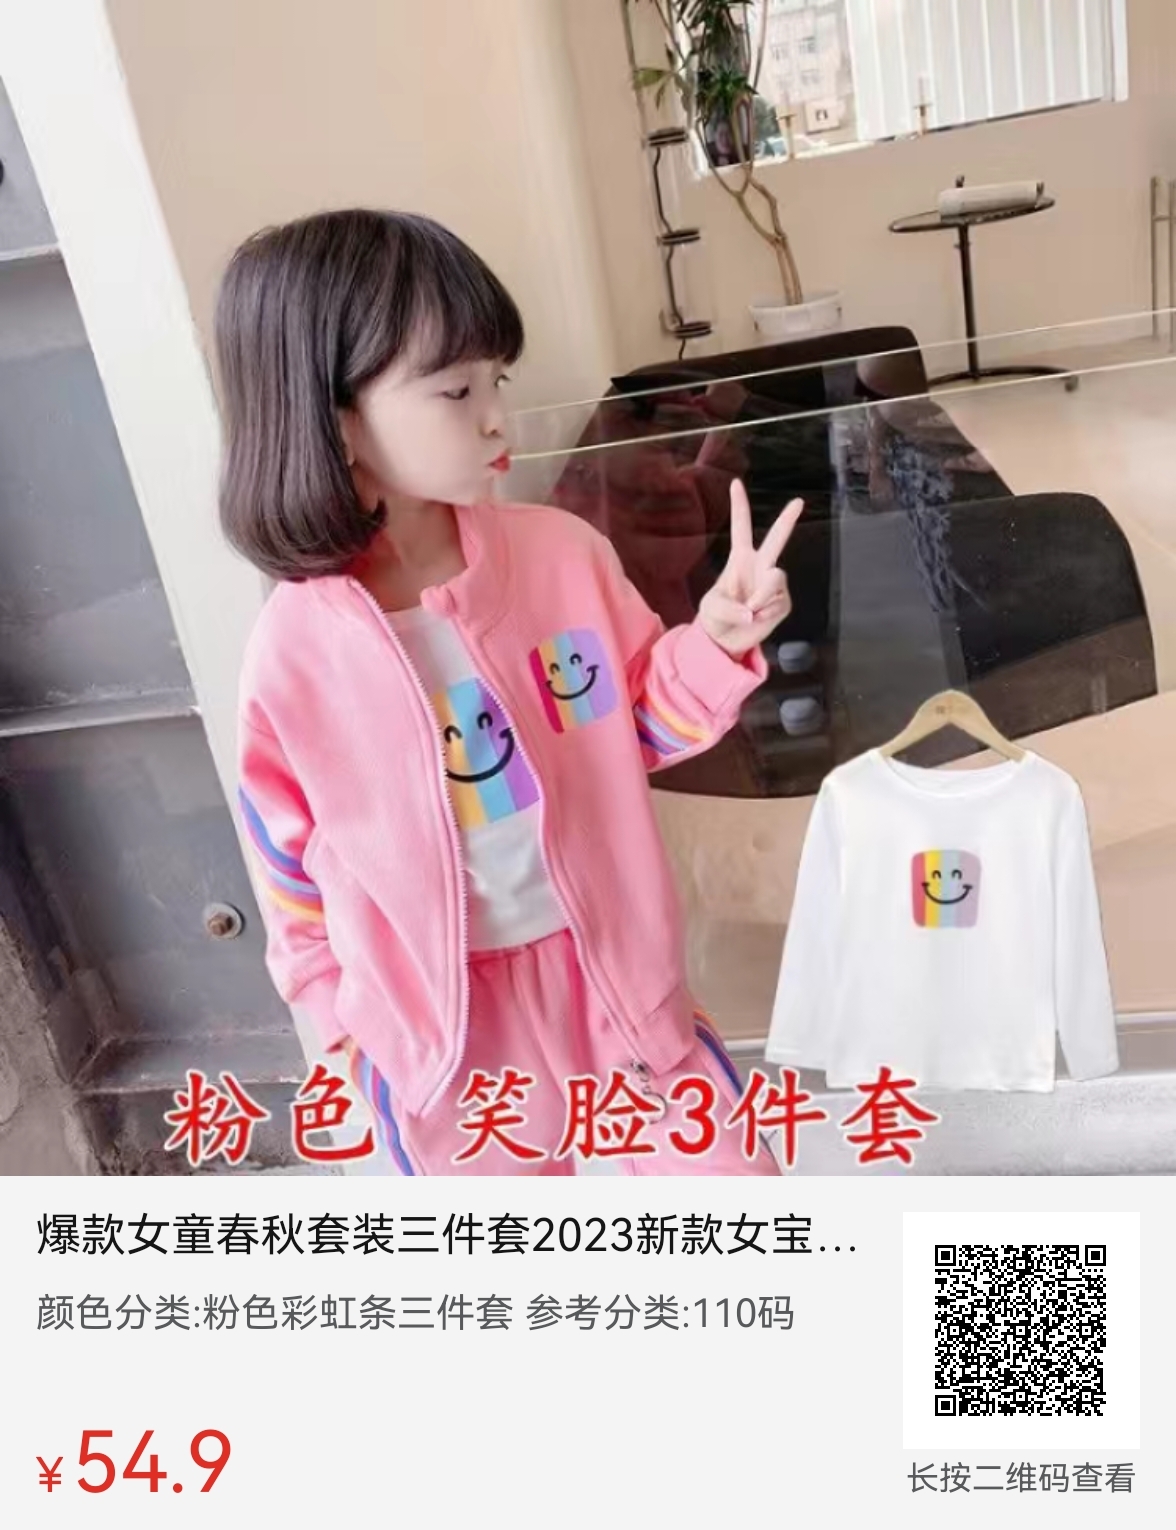 粉色 笑脸3件套
爆款女童春秋套装三件套2023新款女宝...
颜色分类:粉色彩虹条三件套 参考分类:110码
¥54.9
长按二维码查看